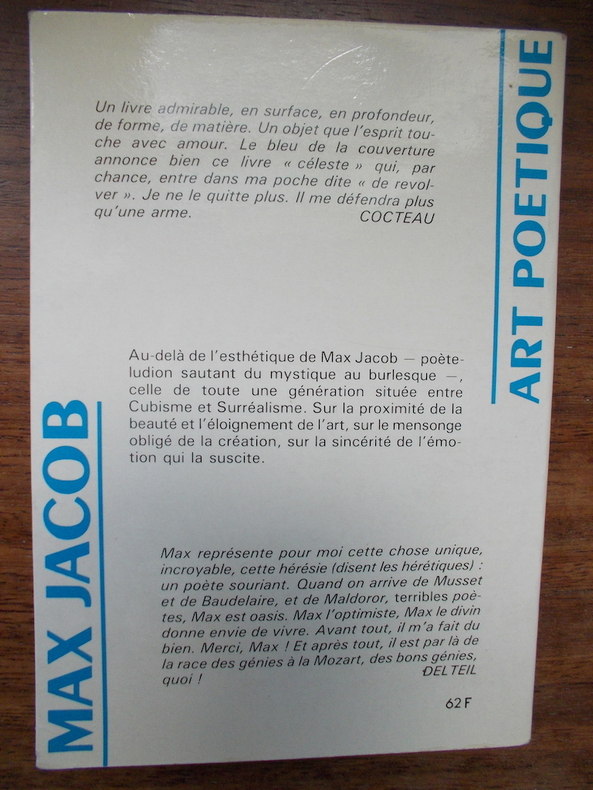 ART POETIQUE
Un livre admirable, en surface, en profondeur,
de forme, de matière. Un objet que l'esprit tou-
che avec amour. Le bleu de la couverture
annonce bien ce livre « céleste » qui, par
chance, entre dans ma poche dite « de revol-
ver ». Je ne le quitte plus. Il me défendra plus
qu'une arme. COCTEAU
Au-delà de l'esthétique de Max Jacob — poète-
ludion sautant du mystique au burlesque —,
celle de toute une génération située entre
Cubisme et Surréalisme. Sur la proximité de la
beauté et l'éloignement de l'art, sur le mensonge
obligé de la création, sur la sincérité de l'émo-
tion qui la suscite.
MAX JACOB
Max représente pour moi cette chose unique,
incroyable, cette hérésie (disent les hérétiques) :
un poète souriant. Quand on arrive de Musset
et de Baudelaire, et de Maldoror, terribles poè-
tes, Max est oasis. Max l'optimiste, Max le divin
donne envie de vivre. Avant tout, il m'a fait du
bien. Merci, Max ! Et après tout, il est par là de
la race des génies à la Mozart, des bons génies,
quoi ! DELTEIL
62 F